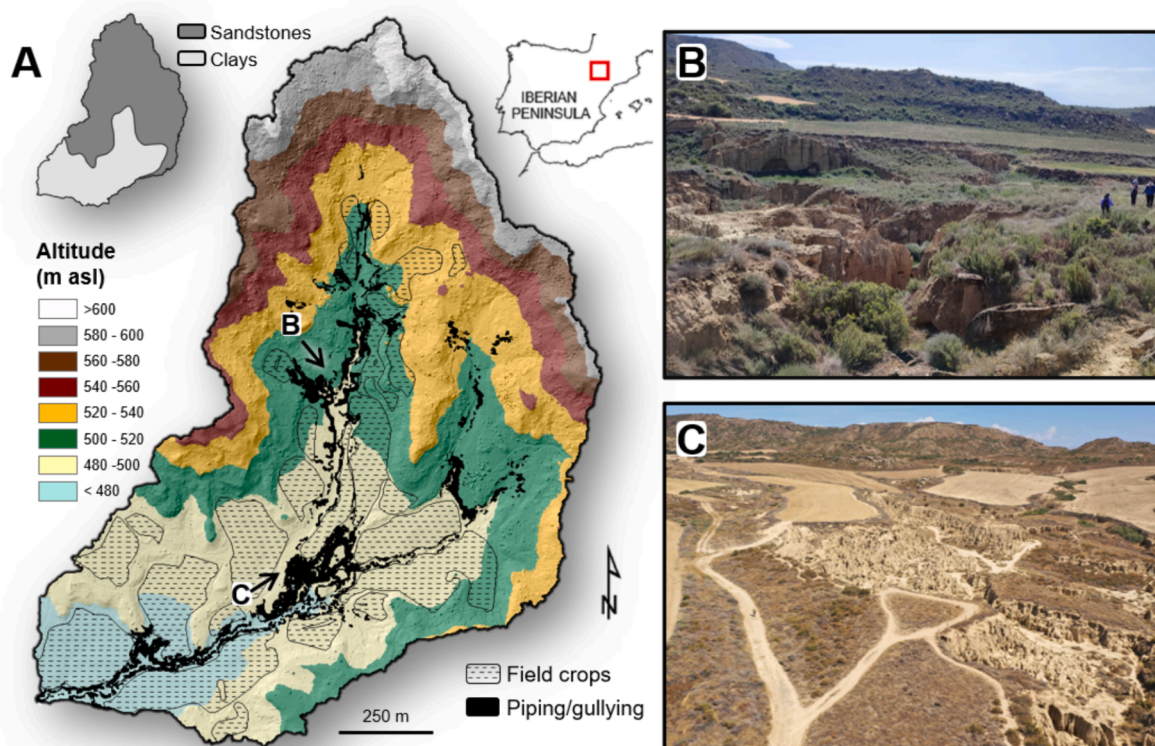 A
Sandstones
Clays
IBERIAN
PENINSULA
Altitude
(m asl)
>600
580 - 600
560 -580
540 -560
520 - 540
500 - 520
480 -500
< 480
B
C
N
Field crops
Piping/gullying
250 m
B
C